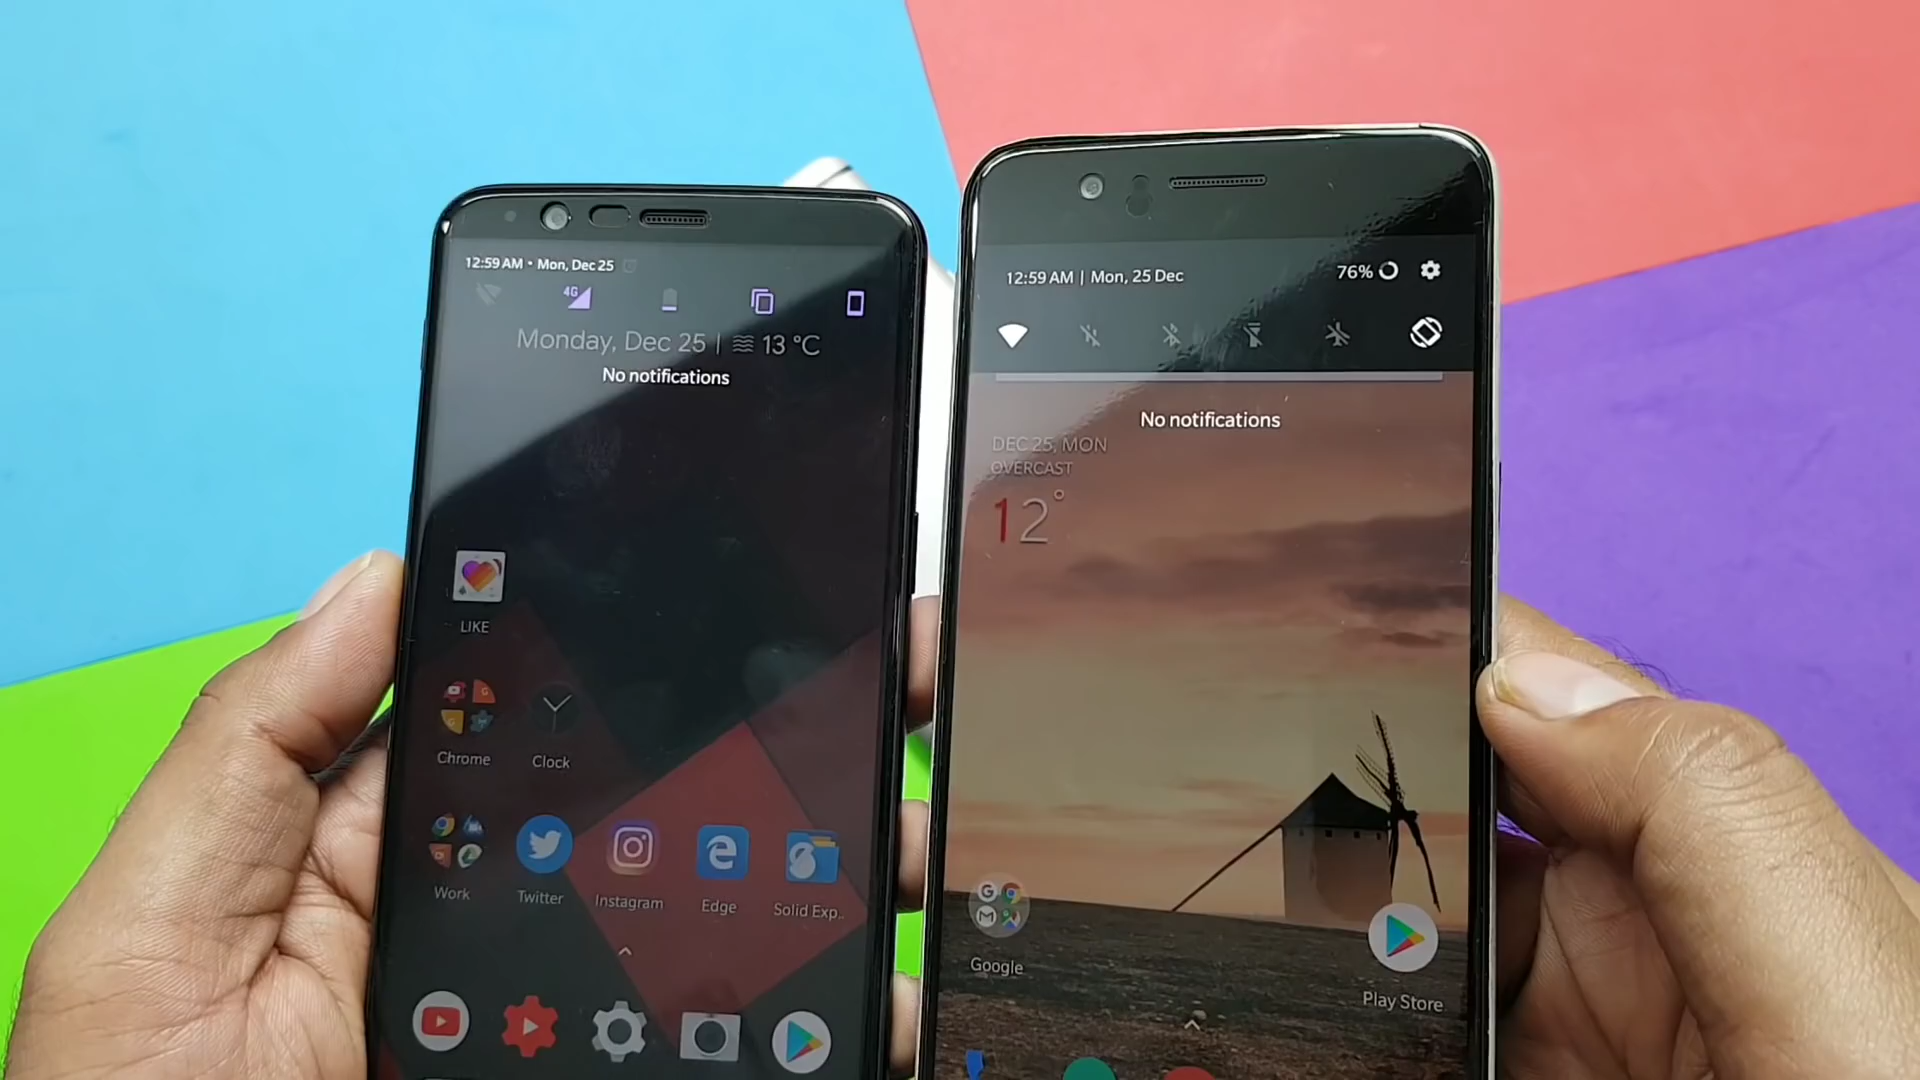 12:59 AM • Mon, Dec 25
4G
Monday, Dec 25 | 13 °C
No notifications
LIKE
Chrome
Clock
Work
Twitter
Instagram
Edge
Solid Exp..
12:59 AM | Mon, 25 Dec
76%
No notifications
DEC 25, MON
OVERCAST
12°
Google
Play Store